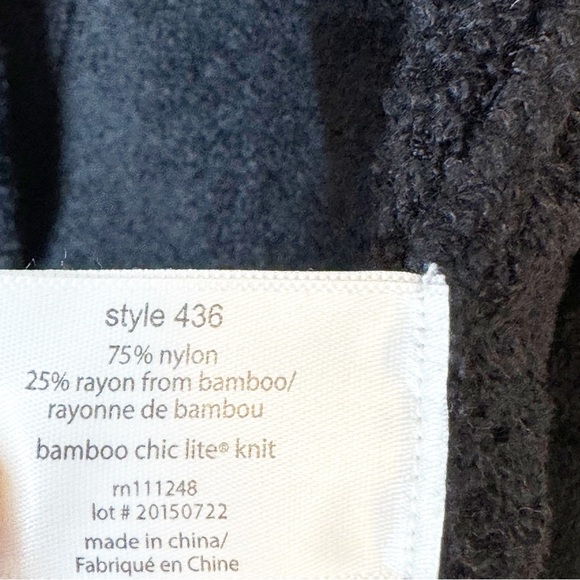 style 436
75% nylon
25% rayon from bamboo/
rayonne de bambou
bamboo chic lite® knit
rn111248
lot # 20150722
made in china/
Fabriqué en Chine